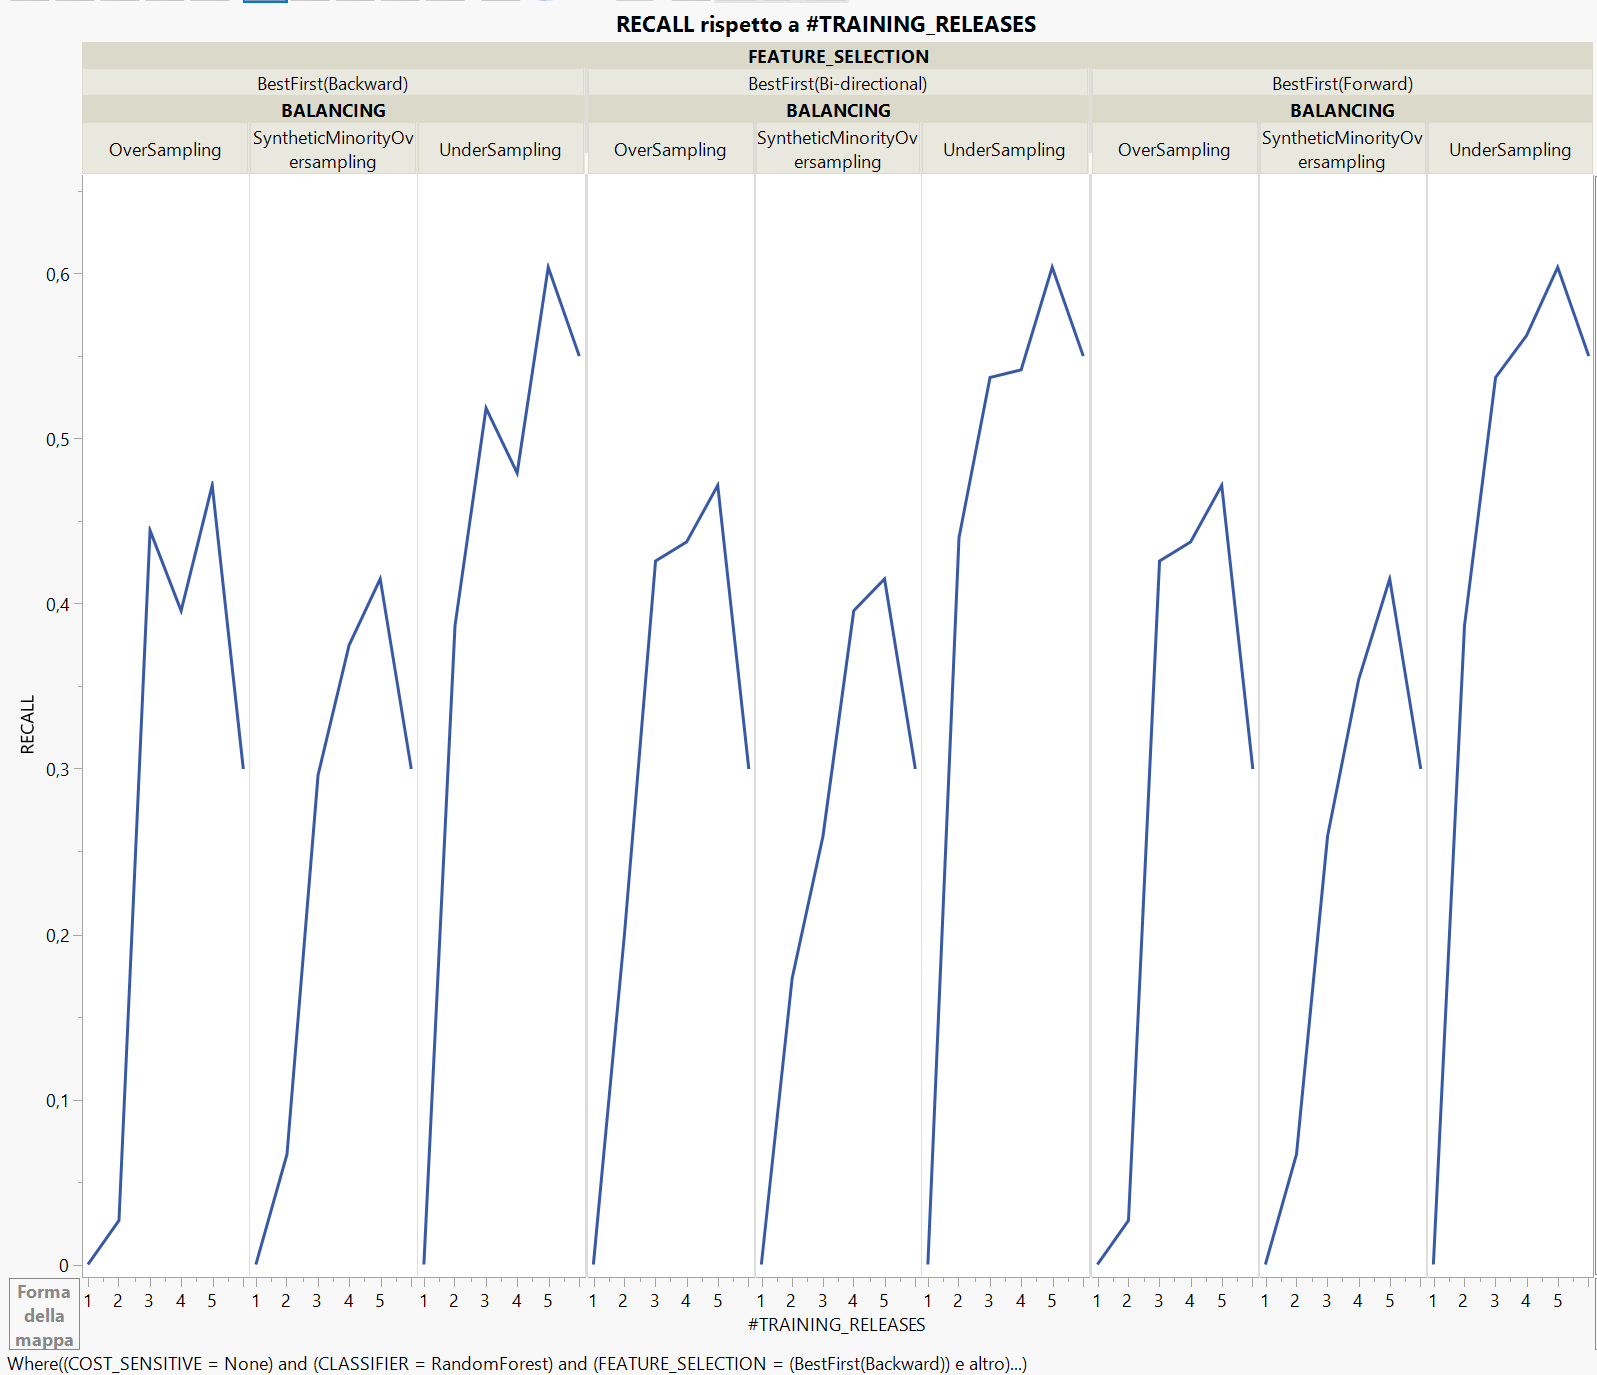 RECALL rispetto a #TRAINING_RELEASES
FEATURE_SELECTION
BestFirst(Backward) BestFirst(Bi-directional) BestFirst(Forward)
BALANCING BALANCING BALANCING
OverSampling SyntheticMinorityOv
ersampling UnderSampling OverSampling SyntheticMinorityOv
ersampling UnderSampling OverSampling SyntheticMinorityOv
ersampling UnderSampling
0,6
0,5
0,4
0,3
0,2
0,1
0
RECALL
1 2 3 4 5 1 2 3 4 5 1 2 3 4 5 1 2 3 4 5 1 2 3 4 5 1 2 3 4 5 1 2 3 4 5 1 2 3 4 5 1 2 3 4 5
#TRAINING_RELEASES
Forma
della
mappa
Where((COST_SENSITIVE = None) and (CLASSIFIER = RandomForest) and (FEATURE_SELECTION = (BestFirst(Backward)) e altro)...)